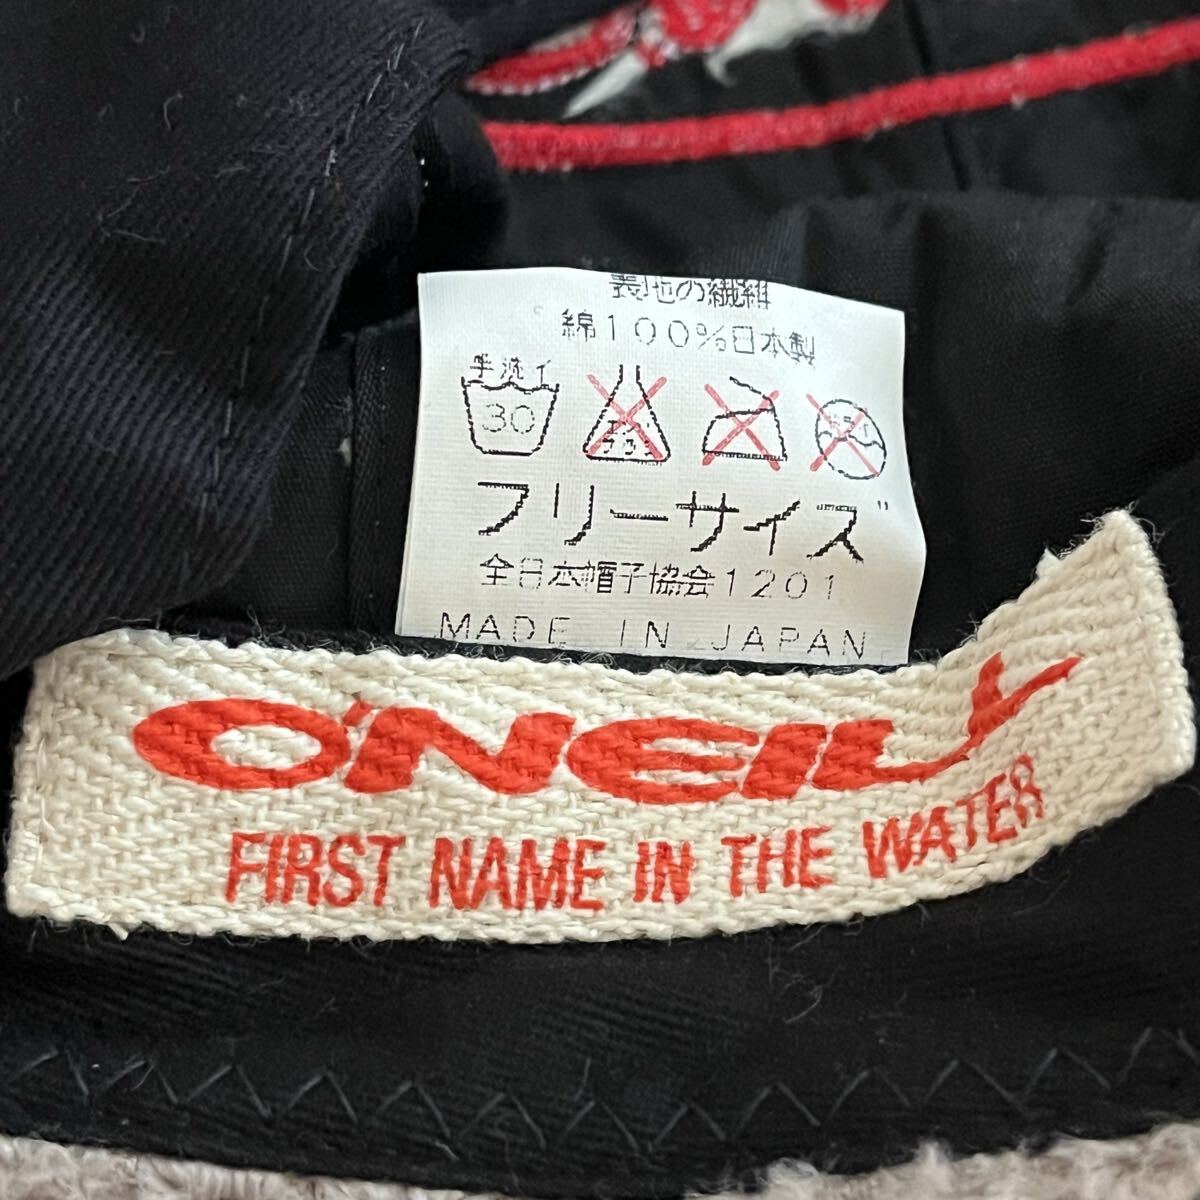 表地の繊維
綿100%日本製
手洗イ
30
フリーサイズ
全日本帽子協会1201
MADE IN JAPAN
O'NEILL
FIRST NAME IN THE WATER